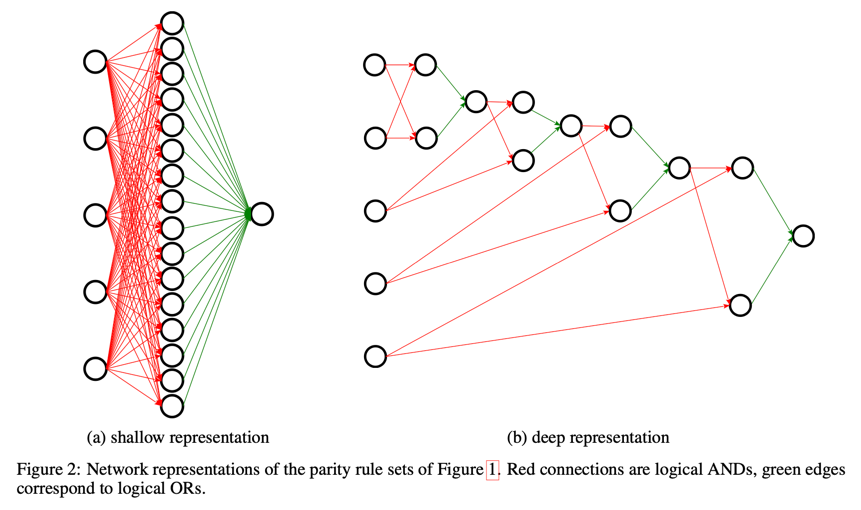 (a) shallow representation
(b) deep representation
Figure 2: Network representations of the parity rule sets of Figure 1. Red connections are logical ANDs, green edges
correspond to logical ORs.